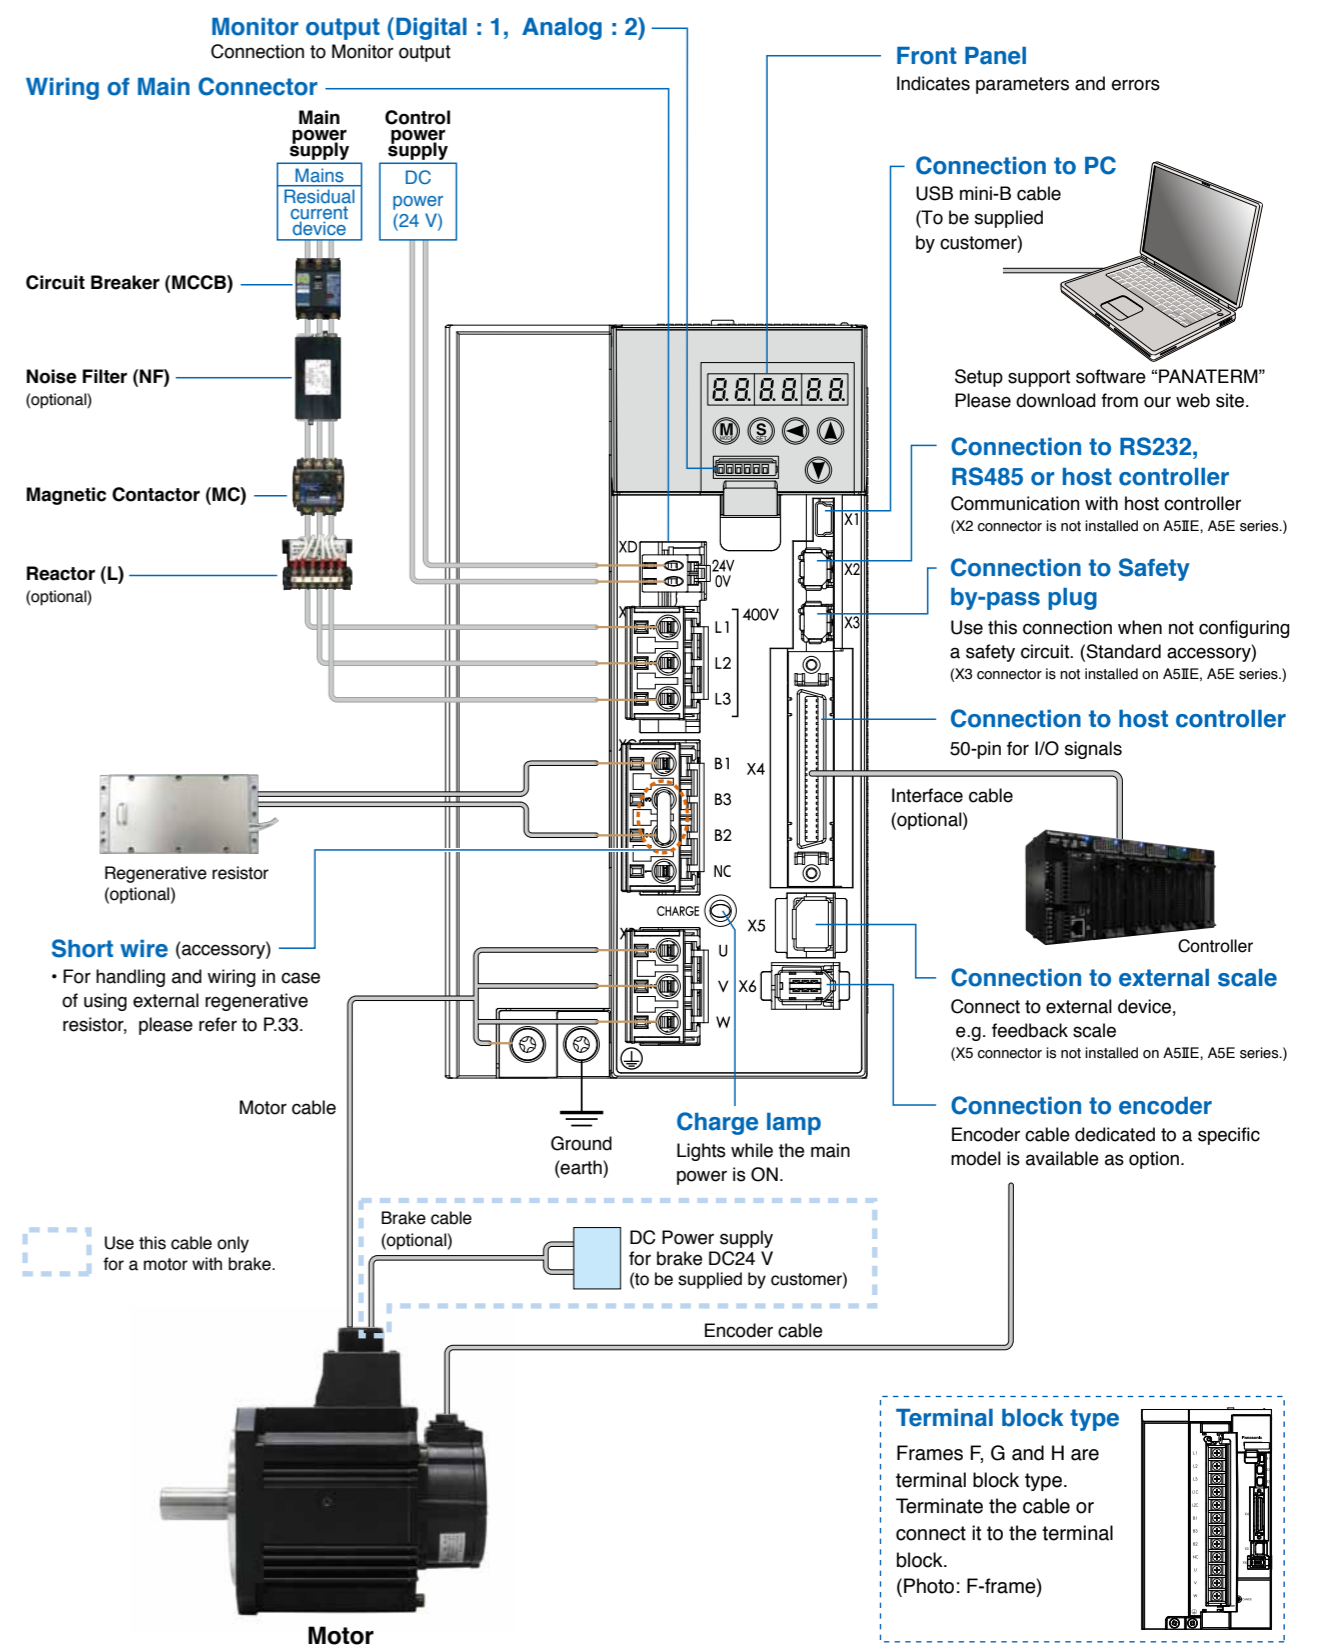 Monitor output (Digital : 1, Analog : 2)
Connection to Monitor output
Wiring of Main Connector
Main
power
supply
Control
power
supply
Mains
Residual
current
device
DC
power
(24 V)
Circuit Breaker (MCCB)
Noise Filter (NF)
(optional)
Magnetic Contactor (MC)
Reactor (L)
(optional)
Front Panel
Indicates parameters and errors
Connection to PC
USB mini-B cable
(To be supplied
by customer)
Setup support software “PANATERM”
Please download from our web site.
M
S
SET
Connection to RS232,
RS485 or host controller
Communication with host controller
(X2 connector is not installed on A5ⅡE, A5E series.)
Connection to Safety
by-pass plug
Use this connection when not configuring
a safety circuit. (Standard accessory)
(X3 connector is not installed on A5ⅡE, A5E series.)
Connection to host controller
50-pin for I/O signals
Interface cable
(optional)
Controller
X1
X2
X3
X4
X5
X6
XD
24V
0V
400V
L1
L2
L3
B1
B3
B2
NC
CHARGE
U
V
W
Regenerative resistor
(optional)
Short wire (accessory)
• For handling and wiring in case
of using external regenerative
resistor, please refer to P.33.
Connection to external scale
Connect to external device,
e.g. feedback scale
(X5 connector is not installed on A5ⅡE, A5E series.)
Connection to encoder
Encoder cable dedicated to a specific
model is available as option.
Motor cable
Ground
(earth)
Charge lamp
Lights while the main
power is ON.
Use this cable only
for a motor with brake.
Brake cable
(optional)
DC Power supply
for brake DC24 V
(to be supplied by customer)
Encoder cable
Motor
Terminal block type
Frames F, G and H are
terminal block type.
Terminate the cable or
connect it to the terminal
block.
(Photo: F-frame)
Panasonic
L1
L2
L3
L1C
L2C
B1
B3
B2
NC
U
V
W